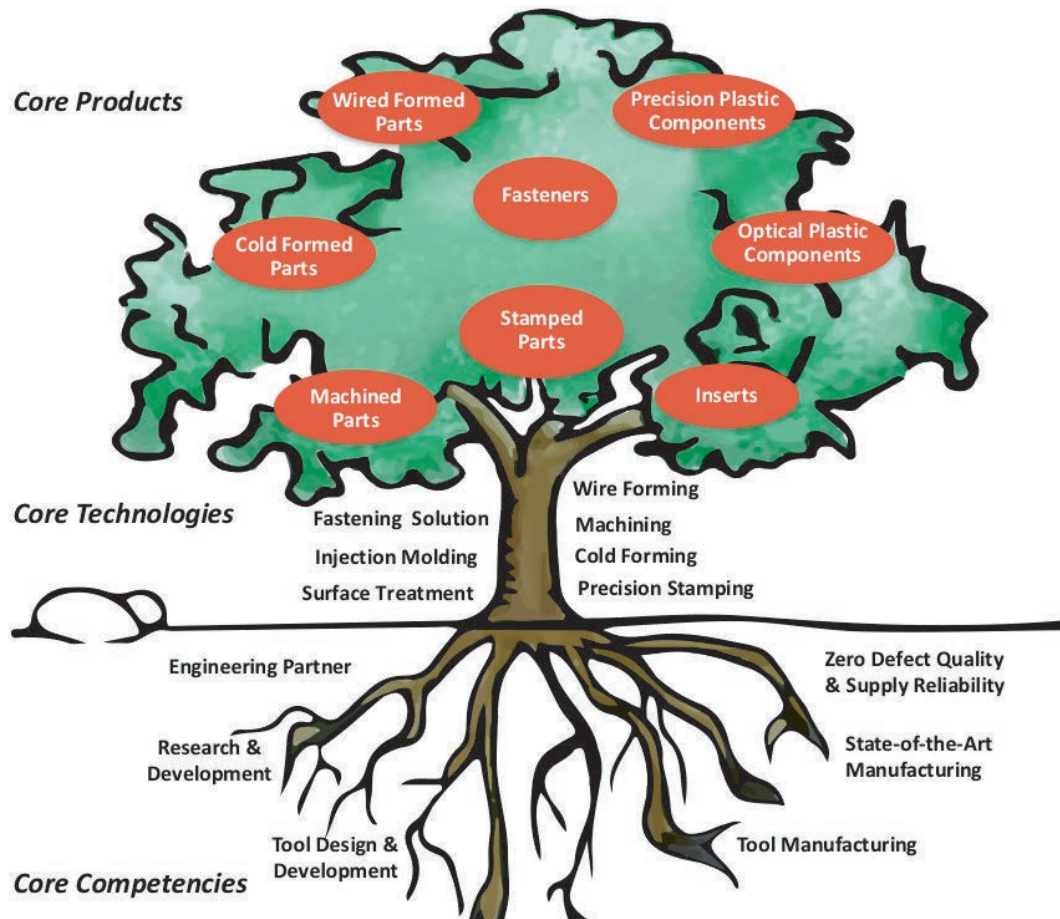 Core Products
Wired Formed
Parts
Precision Plastic
Components
Fasteners
Cold Formed
Parts
Optical Plastic
Components
Stamped
Parts
Machined
Parts
Inserts
Core Technologies
Fastening Solution
Injection Molding
Surface Treatment
Wire Forming
Machining
Cold Forming
Precision Stamping
Engineering Partner
Zero Defect Quality
& Supply Reliability
Research &
Development
State-of-the-Art
Manufacturing
Tool Design &
Development
Tool Manufacturing
Core Competencies